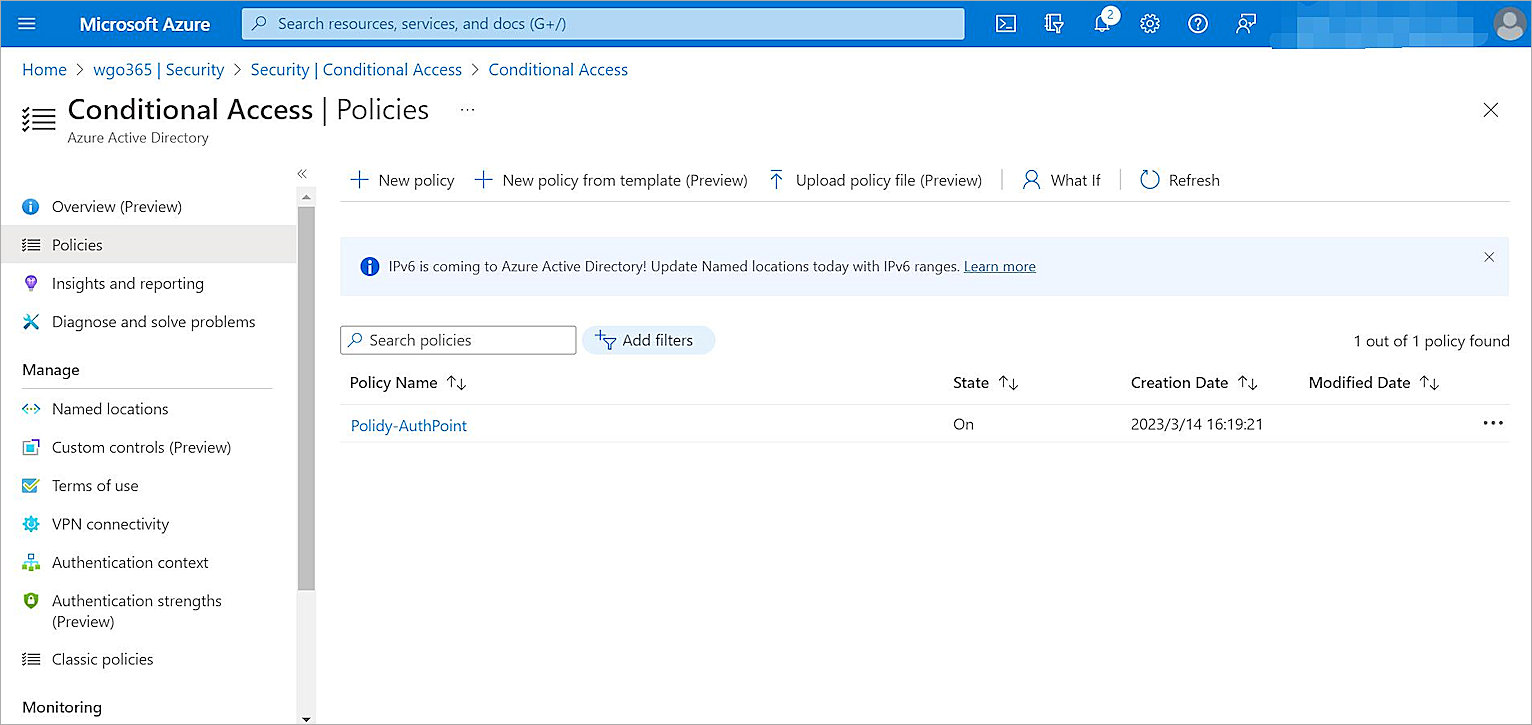 Microsoft Azure
Search resources, services, and docs (G+/)
2
Home > wgo365 | Security > Security | Conditional Access > Conditional Access
Conditional Access | Policies ...
Azure Active Directory
«
New policy
New policy from template (Preview)
Upload policy file (Preview)
What If
Refresh
Overview (Preview)
Policies
Insights and reporting
Diagnose and solve problems
Manage
Named locations
Custom controls (Preview)
Terms of use
VPN connectivity
Authentication context
Authentication strengths
(Preview)
Classic policies
Monitoring
IPv6 is coming to Azure Active Directory! Update Named locations today with IPv6 ranges. Learn more
Search policies
Add filters
1 out of 1 policy found
Policy Name State Creation Date Modified Date
Polidy-AuthPoint On 2023/3/14 16:19:21